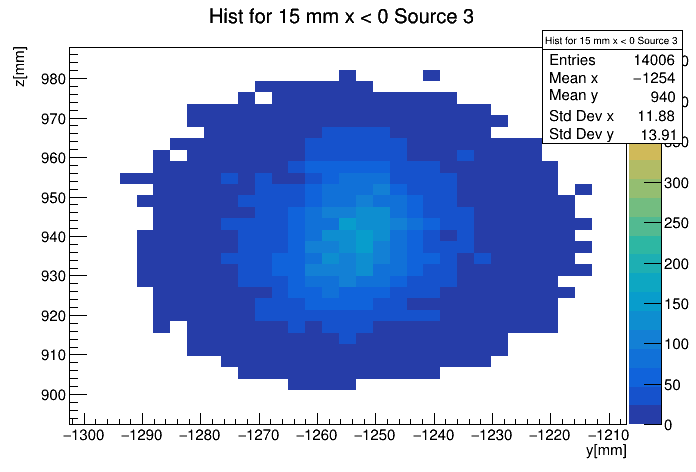 Hist for 15 mm x < 0 Source 3
Hist for 15 mm x < 0 Source 3
Entries 14006
Mean x −1254
Mean y 940
Std Dev x 11.88
Std Dev y 13.91
z[mm]
980
970
960
950
940
930
920
910
900
300
250
200
150
100
50
0
−1300 −1290 −1280 −1270 −1260 −1250 −1240 −1230 −1220 −1210
y[mm]